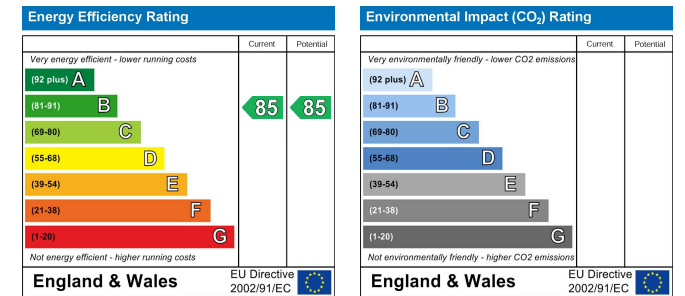 Energy Efficiency Rating
Current Potential
Very energy efficient - lower running costs
(92 plus) A
(81-91) B 85 85
(69-80) C
(55-68) D
(39-54) E
(21-38) F
(1-20) G
Not energy efficient - higher running costs
England & Wales EU Directive 2002/91/EC
Environmental Impact (CO₂) Rating
Current Potential
Very environmentally friendly - lower CO2 emissions
(92 plus) A
(81-91) B
(69-80) C
(55-68) D
(39-54) E
(21-38) F
(1-20) G
Not environmentally friendly - higher CO2 emissions
England & Wales EU Directive 2002/91/EC